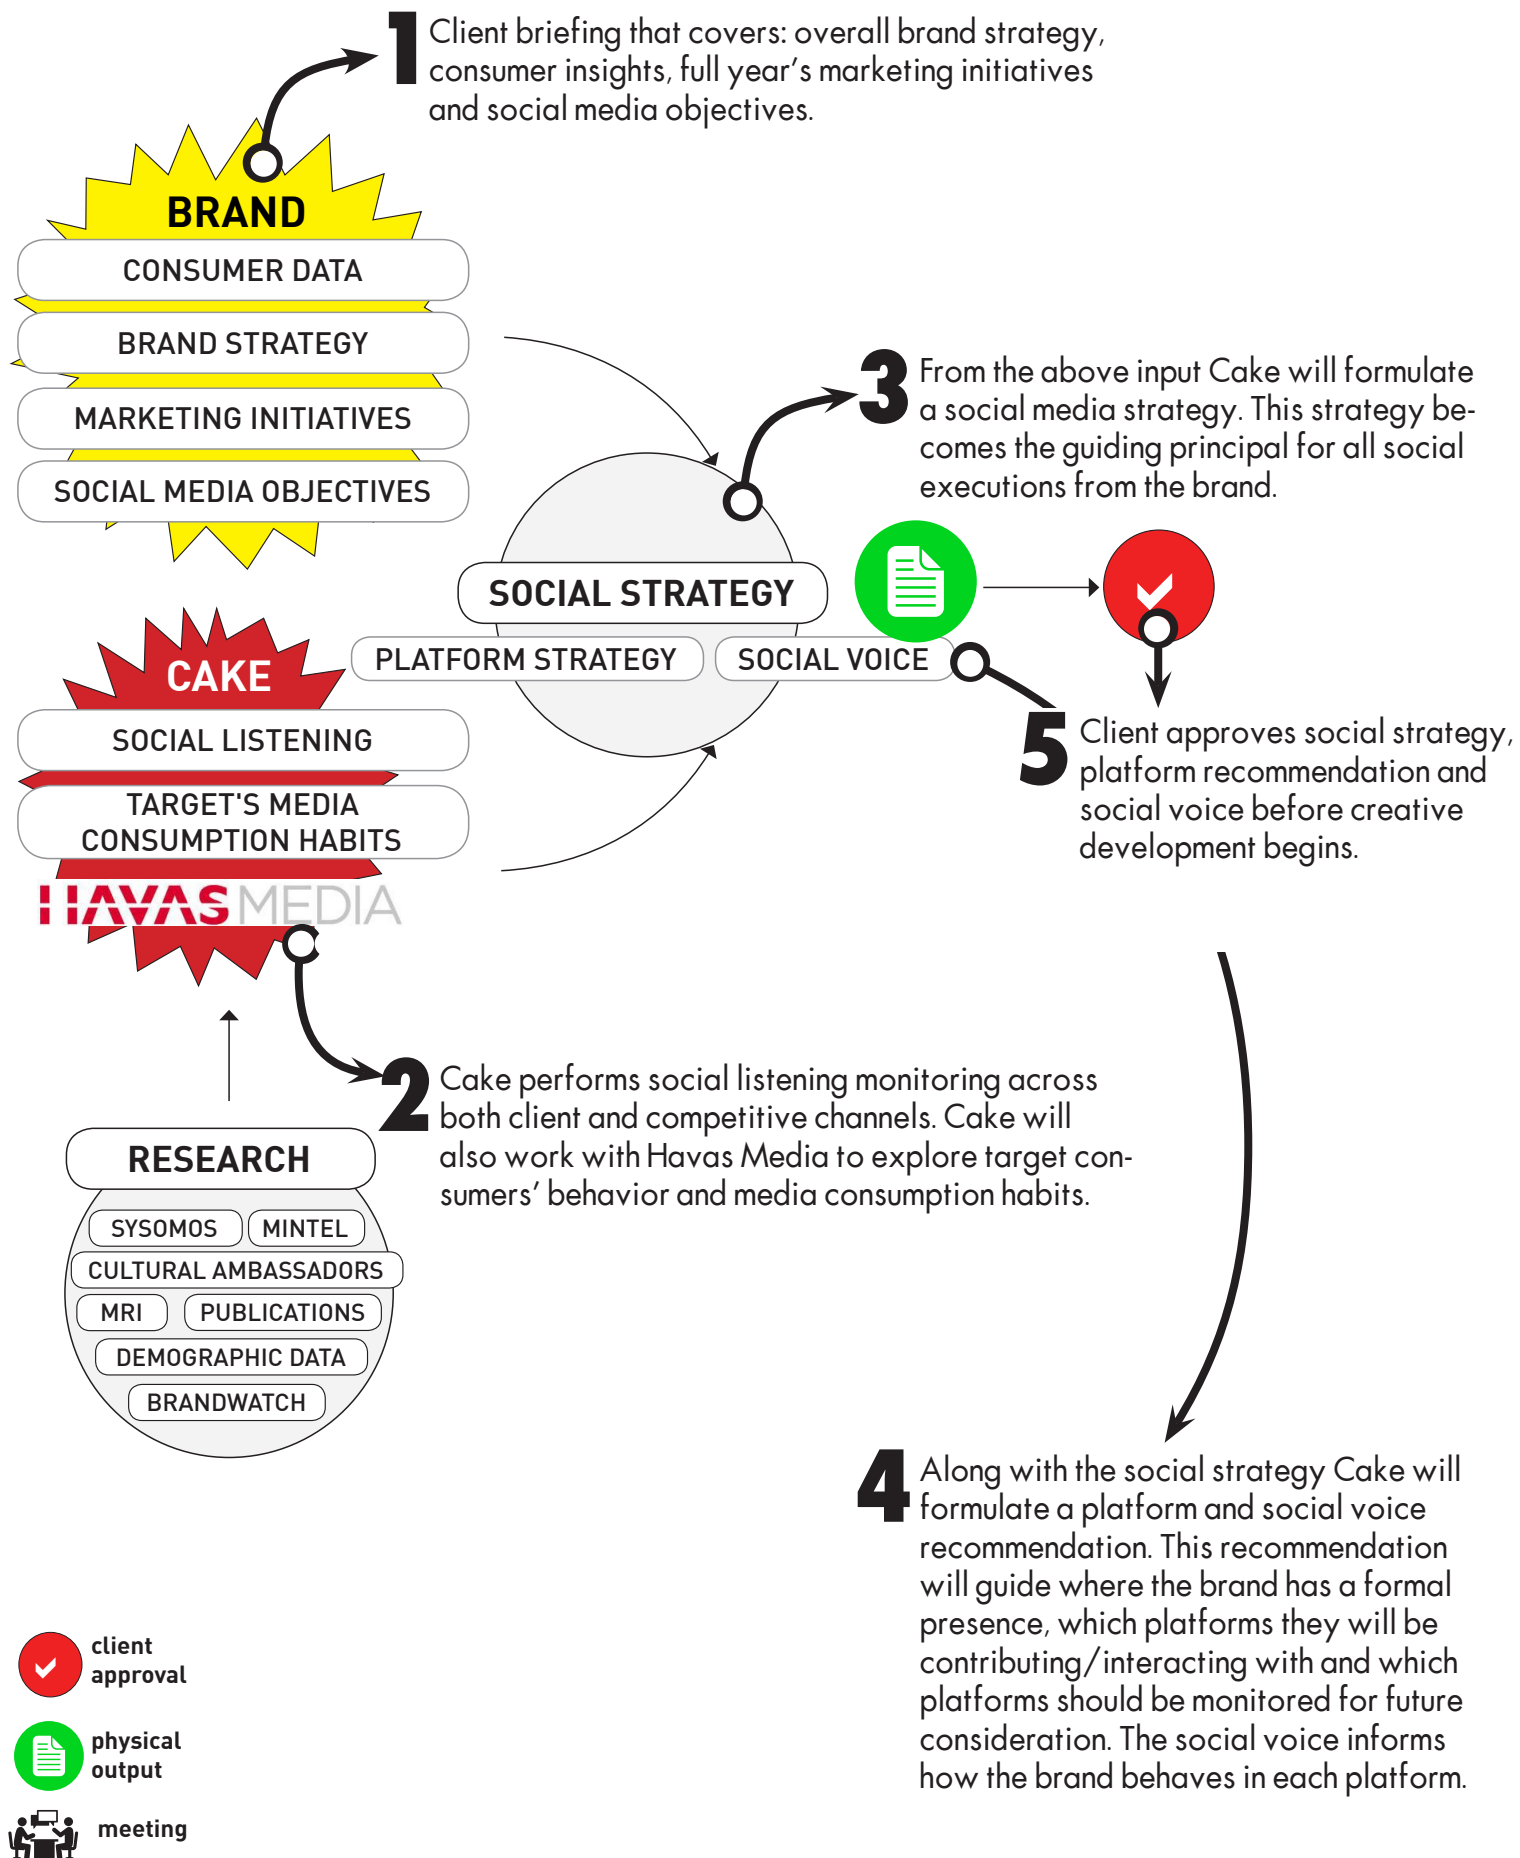 1
Client briefing that covers: overall brand strategy,
consumer insights, full year's marketing initiatives
and social media objectives.
BRAND
CONSUMER DATA
BRAND STRATEGY
MARKETING INITIATIVES
SOCIAL MEDIA OBJECTIVES
3
From the above input Cake will formulate
a social media strategy. This strategy be-
comes the guiding principal for all social
executions from the brand.
SOCIAL STRATEGY
PLATFORM STRATEGY
SOCIAL VOICE
CAKE
SOCIAL LISTENING
TARGET'S MEDIA
CONSUMPTION HABITS
HAVAS MEDIA
5
Client approves social strategy,
platform recommendation and
social voice before creative
development begins.
2
Cake performs social listening monitoring across
both client and competitive channels. Cake will
also work with Havas Media to explore target con-
sumers' behavior and media consumption habits.
RESEARCH
SYSOMOS
MINTEL
CULTURAL AMBASSADORS
MRI
PUBLICATIONS
DEMOGRAPHIC DATA
BRANDWATCH
4
Along with the social strategy Cake will
formulate a platform and social voice
recommendation. This recommendation
will guide where the brand has a formal
presence, which platforms they will be
contributing/interacting with and which
platforms should be monitored for future
consideration. The social voice informs
how the brand behaves in each platform.
client
approval
physical
output
meeting